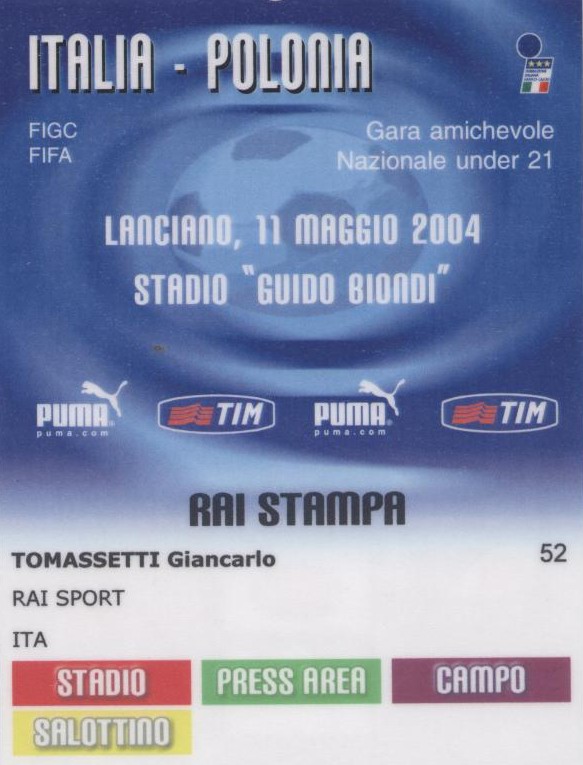 ITALIA - POLONIA
FIGC
FIFA
Gara amichevole
Nazionale under 21
LANCIANO, 11 MAGGIO 2004
STADIO "GUIDO BIONDI"
PUMA
puma.com
TIM
PUMA
puma.com
TIM
RAI STAMPA
TOMASSETTI Giancarlo
52
RAI SPORT
ITA
STADIO
PRESS AREA
CAMPO
SALOTTINO